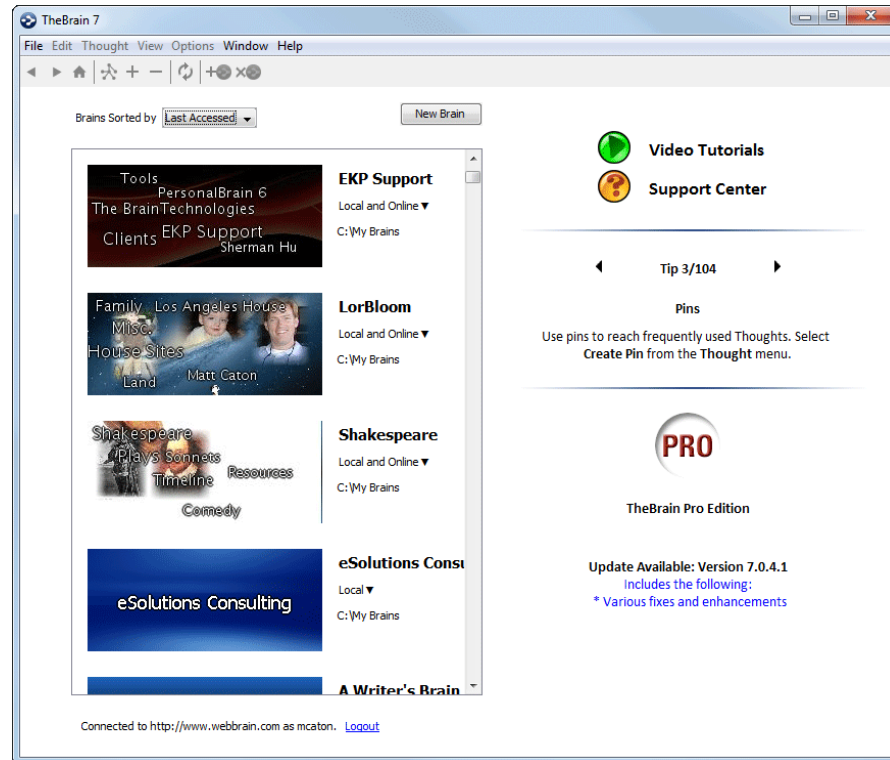 TheBrain 7
File Edit Thought View Options Window Help
Brains Sorted by Last Accessed
New Brain
Tools
PersonalBrain 6
The BrainTechnologies
Clients EKP Support
Sherman Hu
EKP Support
Local and Online
C:\My Brains
Family Los Angeles House
Misc.
House Sites
Matt Caton
Land
LorBloom
Local and Online
C:\My Brains
Shakespeare
Plays Sonnets
Timeline Resources
Comedy
Shakespeare
Local and Online
C:\My Brains
eSolutions Consulting
eSolutions Consu
Local
C:\My Brains
A Writer's Brain
Connected to http://www.webbrain.com as mcaton. Logout
Video Tutorials
Support Center
Tip 3/104
Pins
Use pins to reach frequently used Thoughts. Select
Create Pin from the Thought menu.
PRO
TheBrain Pro Edition
Update Available: Version 7.0.4.1
Includes the following:
* Various fixes and enhancements